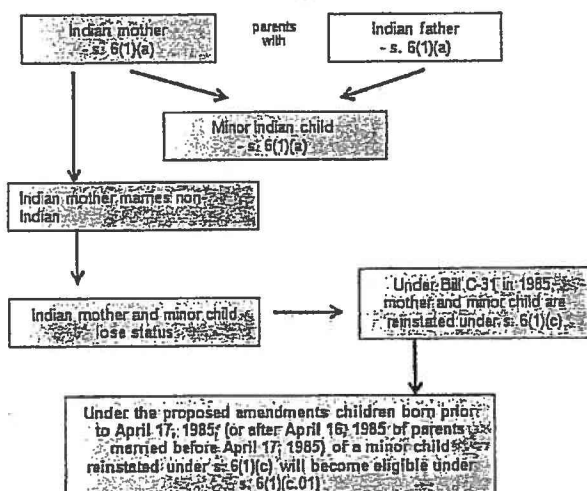 Indian mother
- s. 6(1)(a)
parents
with
Indian father
- s. 6(1)(a)
Minor Indian child
- s. 6(1)(a)
Indian mother marries non-
Indian
Indian mother and minor child
lose status
Under Bill C-31 in 1985,
mother and minor child are
reinstated under s. 6(1)(c)
Under the proposed amendments children born prior
to April 17, 1985, (or after April 16, 1985 of parents
married before April 17, 1985) of a minor child
reinstated under s. 6(1)(c) will become eligible under
s. 6(1)(c.01)